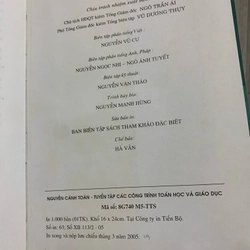 Chịu trách nhiệm xuất bản:
Chủ tịch HĐQT kiêm Tổng Giám đốc NGÔ TRẦN ÁI
Phó Tổng Giám đốc kiêm Tổng biên tập VŨ DƯƠNG THỤY
Biên tập phần tiếng Việt:
NGUYỄN VŨ CƯ
Biên tập phần tiếng Anh, Pháp:
NGUYỄN NGỌC NHỊ - NGÔ ÁNH TUYẾT
Biên tập kỹ thuật:
NGUYỄN VAN THẢO
Trình bày bìa:
NGUYỄN MẠNH HÙNG
Sửa bản in:
BAN BIÊN TẬP SÁCH THAM KHẢO ĐẶC BIỆT
Chế bản:
HÀ VÂN
NGUYỄN CẢNH TOÀN - TUYỂN TẬP CÁC CÔNG TRÌNH TOÁN HỌC VÀ GIÁO DỤC
Mã số: 8G740 M5-TTS
In 1.000 bản (01TK), Khổ 16 x 24cm. Tại Công ty in Tiến Bộ.
Số in: 63, Số XB 113/2 - 05
In xong và nộp lưu chiểu tháng 3 năm 2005.